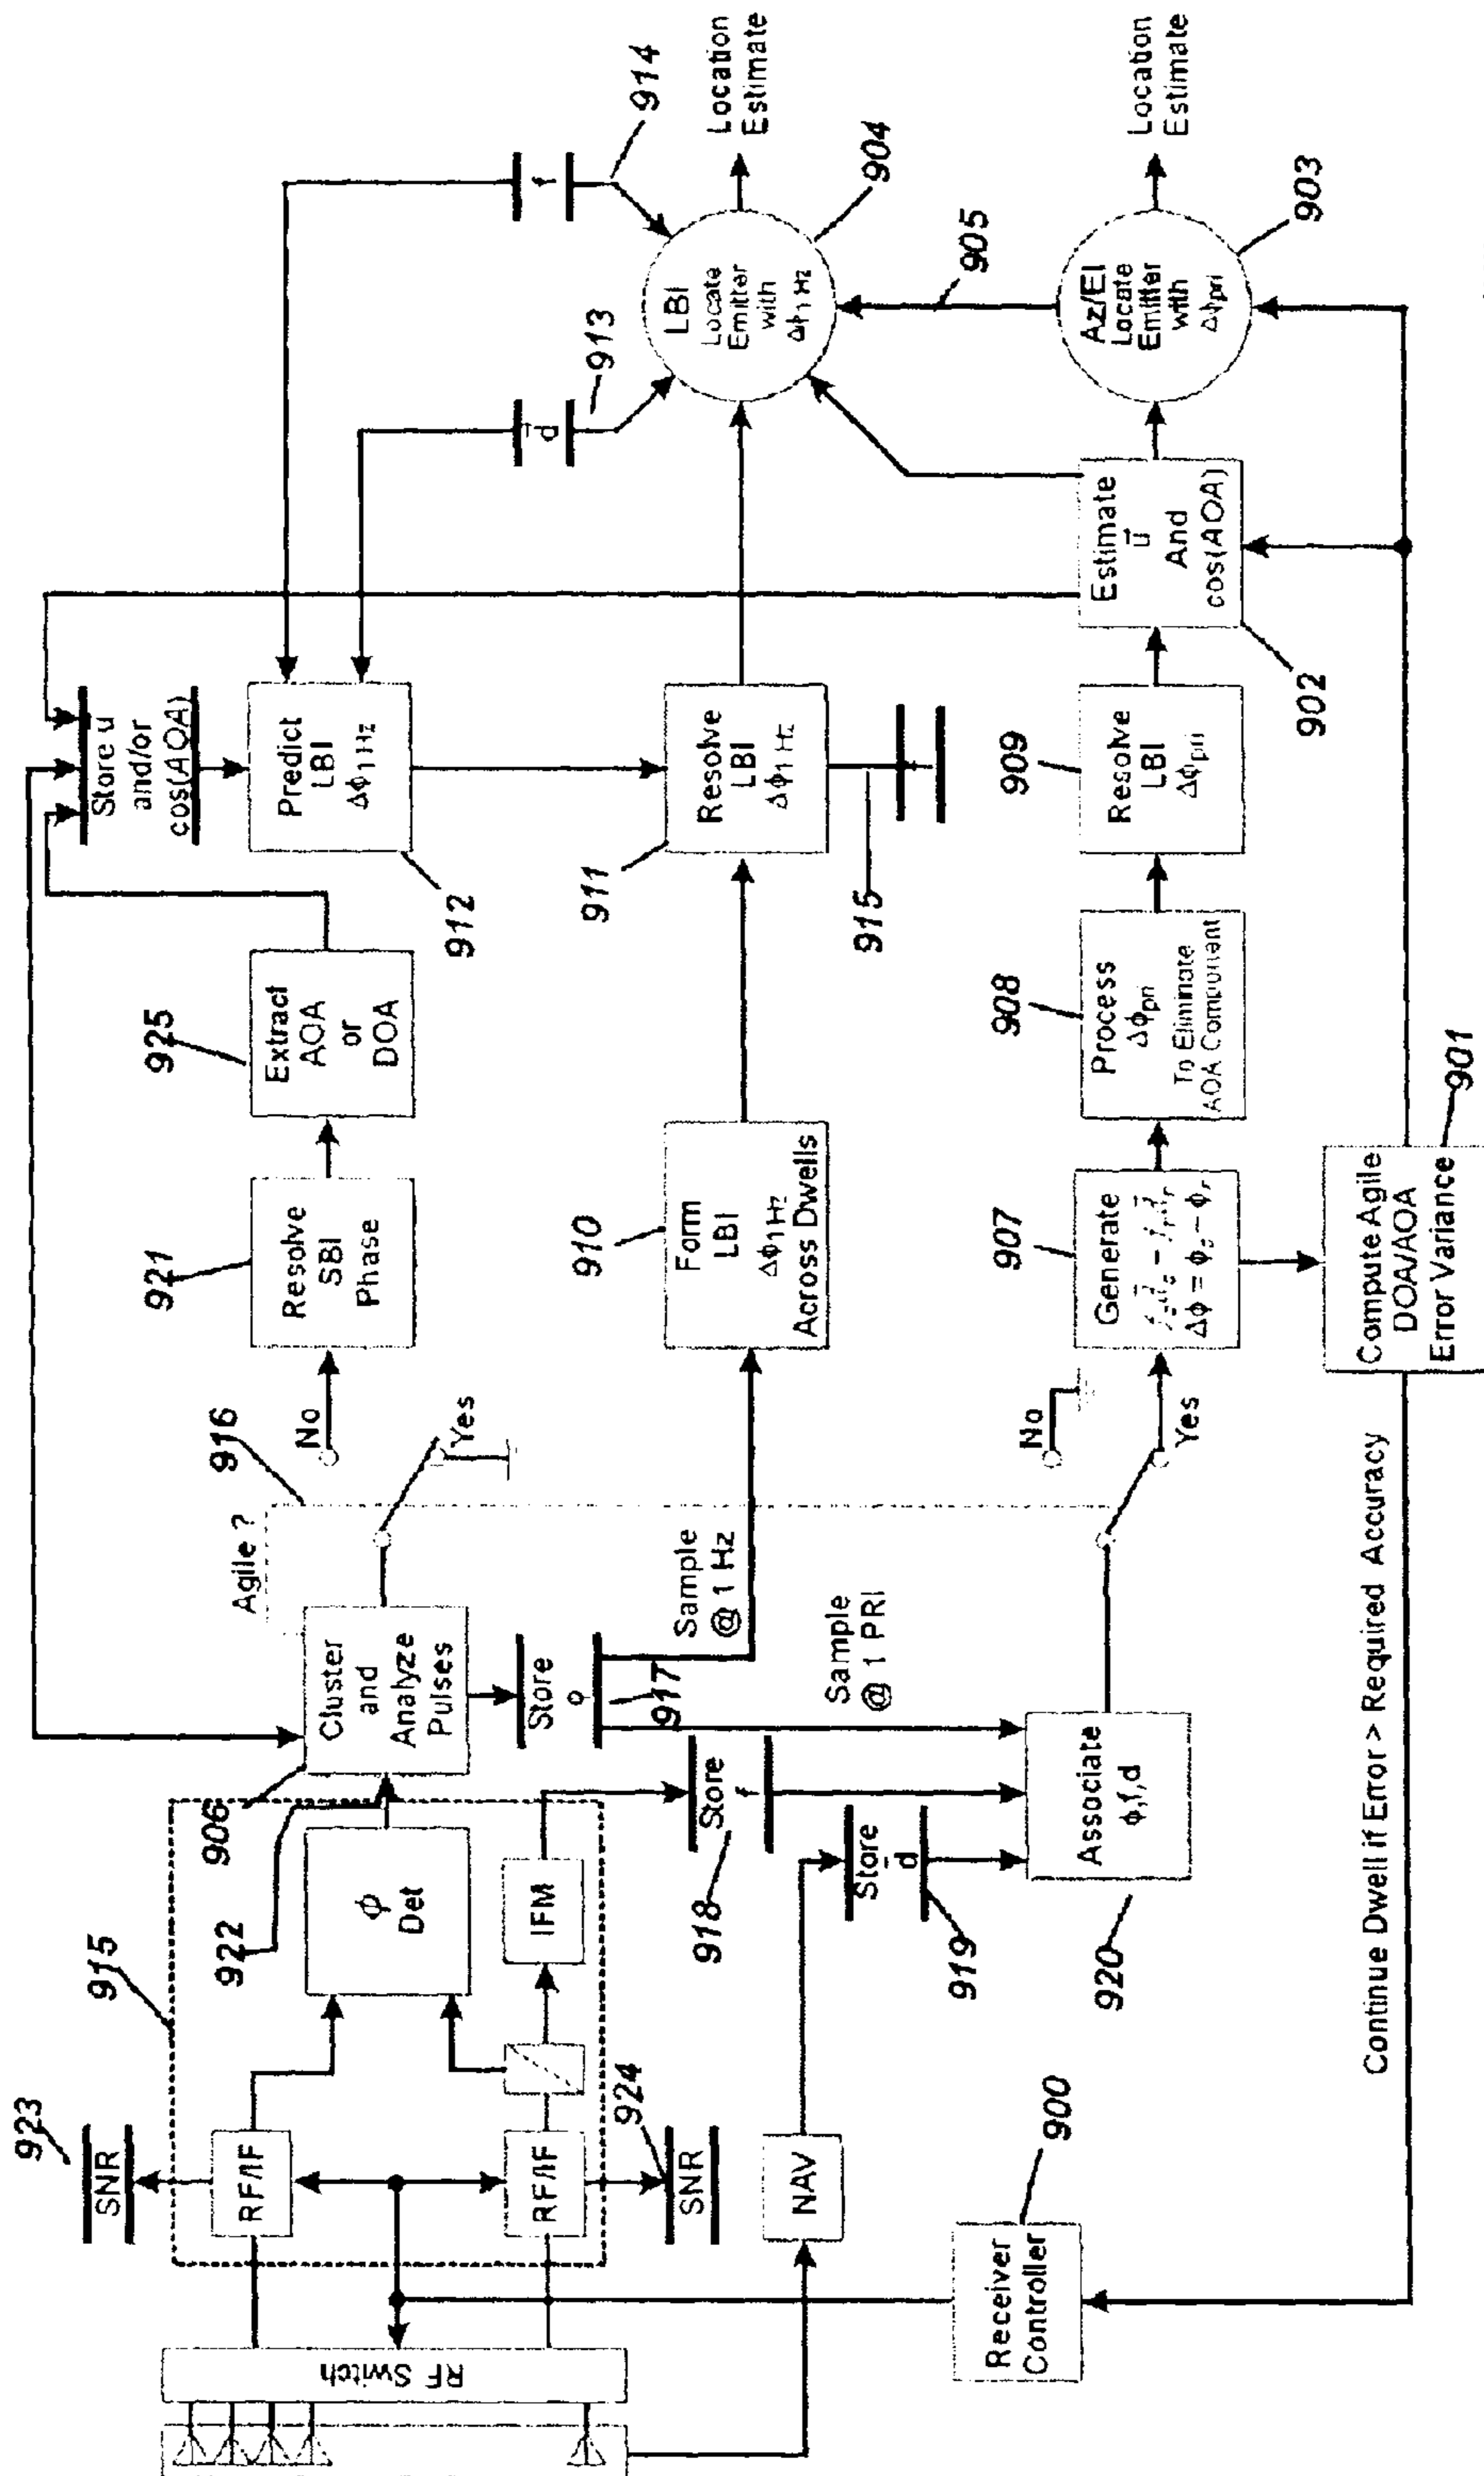 923
SNR
915
922
906
Agile ?
916
RF/IF
ϕ
Det
Cluster
and
Analyze
Pulses
No
Yes
921
Resolve
SBI
Phase
925
Extract
AOA
or
DOA
Store u
and/or
cos(AOA)
Predict
LBI
Δϕ1 Hz
912
f
914
d
913
RF Switch
RF/IF
924
SNR
IFM
Store
ϕ
917
Store
f
918
Sample
@ 1 Hz
Sample
@ 1 PRI
910
Form
LBI
Δϕ1 Hz
Across Dwells
911
Resolve
LBI
Δϕ1 Hz
915
LBI
Locate
Emitter
with
Δϕ1 Hz
904
Location
Estimate
905
NAV
Store
d
919
Associate
ϕ,f,d
920
No
Yes
907
Generate
Δϕ = ϕs − ϕr
908
Process
Δϕpri
To Eliminate
AOA Component
909
Resolve
LBI
Δϕpri
Estimate
u
And
cos(AOA)
902
Az/El
Locate
Emitter
with
Δϕpri
903
Location
Estimate
900
Receiver
Controller
Continue Dwell if Error > Required Accuracy
Compute Agile
DOA/AOA
Error Variance
901